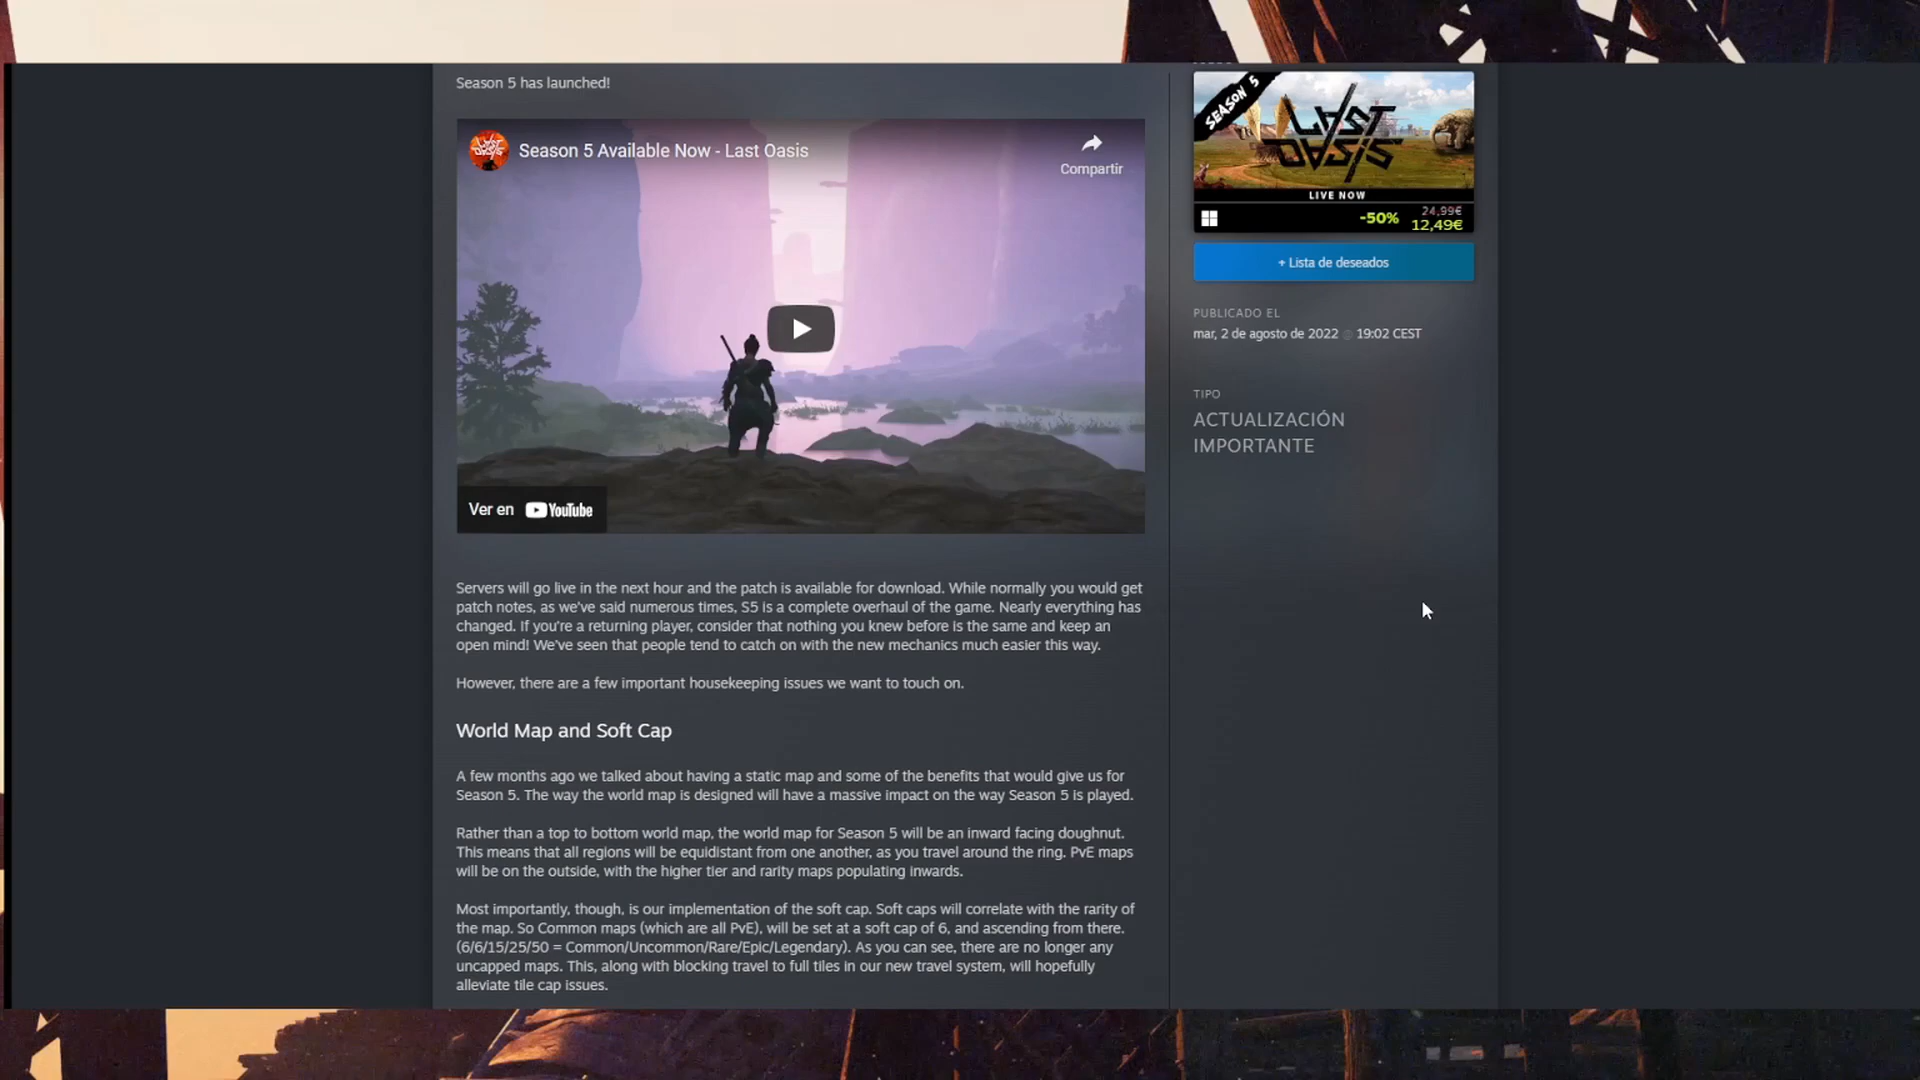 Season 5 has launched!
Season 5 Available Now - Last Oasis
Compartir
Ver en YouTube
Servers will go live in the next hour and the patch is available for download. While normally you would get
patch notes, as we've said numerous times, S5 is a complete overhaul of the game. Nearly everything has
changed. If you're a returning player, consider that nothing you knew before is the same and keep an
open mind! We've seen that people tend to catch on with the new mechanics much easier this way.
However, there are a few important housekeeping issues we want to touch on.
World Map and Soft Cap
A few months ago we talked about having a static map and some of the benefits that would give us for
Season 5. The way the world map is designed will have a massive impact on the way Season 5 is played.
Rather than a top to bottom world map, the world map for Season 5 will be an inward facing doughnut.
This means that all regions will be equidistant from one another, as you travel around the ring. PvE maps
will be on the outside, with the higher tier and rarity maps populating inwards.
Most importantly, though, is our implementation of the soft cap. Soft caps will correlate with the rarity of
the map. So Common maps (which are all PvE), will be set at a soft cap of 6, and ascending from there.
(6/6/15/25/50 = Common/Uncommon/Rare/Epic/Legendary). As you can see, there are no longer any
uncapped maps. This, along with blocking travel to full tiles in our new travel system, will hopefully
alleviate tile cap issues.
SEASON 5
LAST
OASIS
LIVE NOW
-50%
24,99€
12,49€
+ Lista de deseados
PUBLICADO EL
mar, 2 de agosto de 2022 @ 19:02 CEST
TIPO
ACTUALIZACIÓN
IMPORTANTE